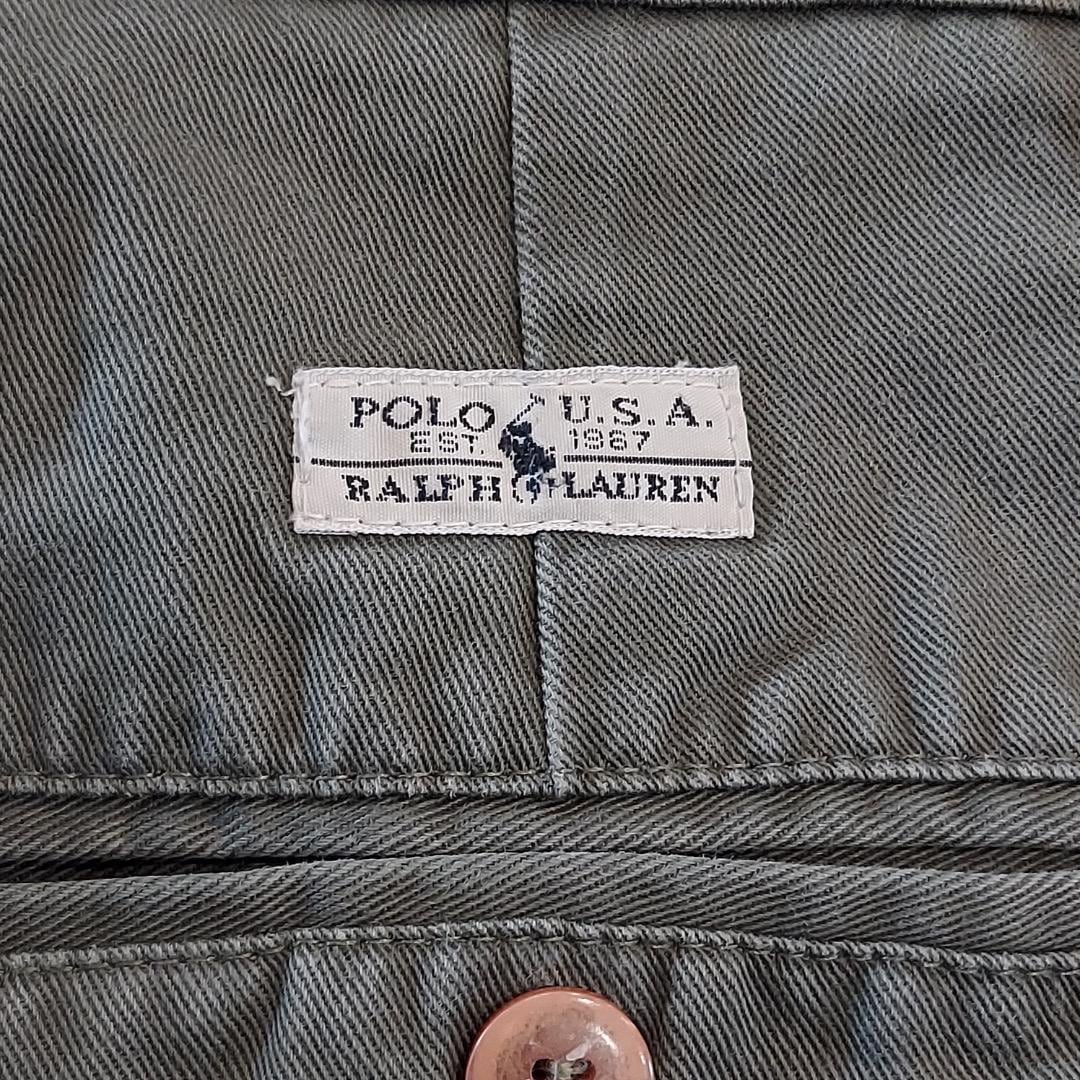 POLO U.S.A.
EST. 1967
RALPH LAUREN